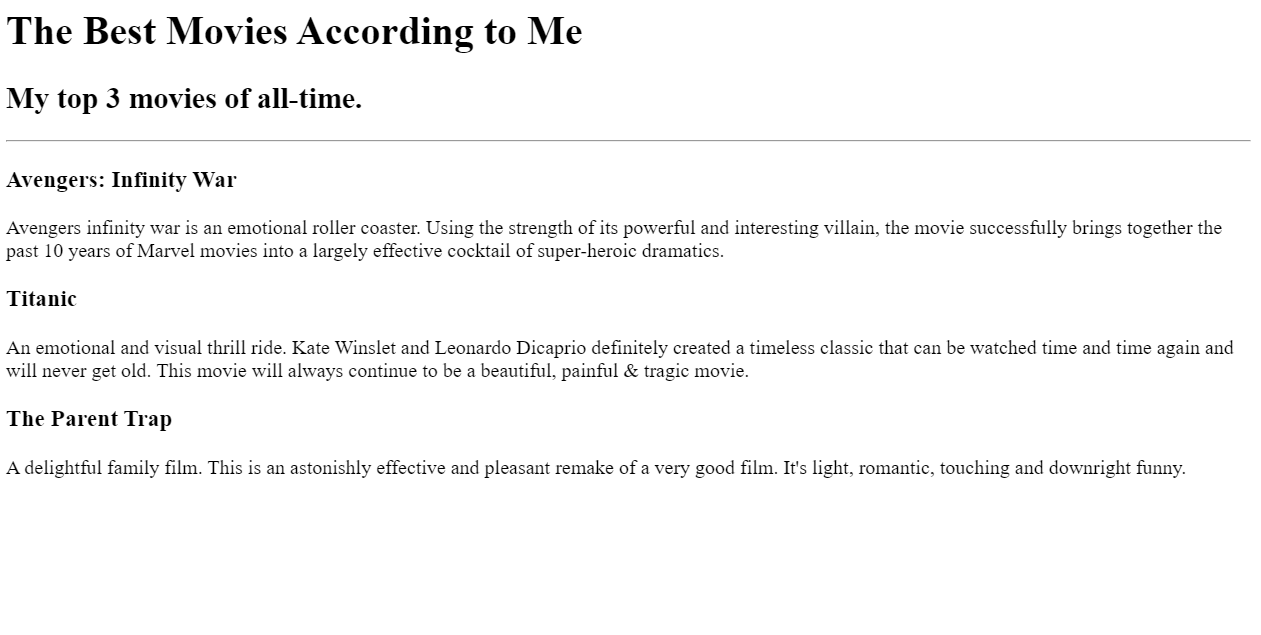 The Best Movies According to Me
My top 3 movies of all-time.
Avengers: Infinity War
Avengers infinity war is an emotional roller coaster. Using the strength of its powerful and interesting villain, the movie successfully brings together the
past 10 years of Marvel movies into a largely effective cocktail of super-heroic dramatics.
Titanic
An emotional and visual thrill ride. Kate Winslet and Leonardo Dicaprio definitely created a timeless classic that can be watched time and time again and
will never get old. This movie will always continue to be a beautiful, painful & tragic movie.
The Parent Trap
A delightful family film. This is an astonishly effective and pleasant remake of a very good film. It's light, romantic, touching and downright funny.